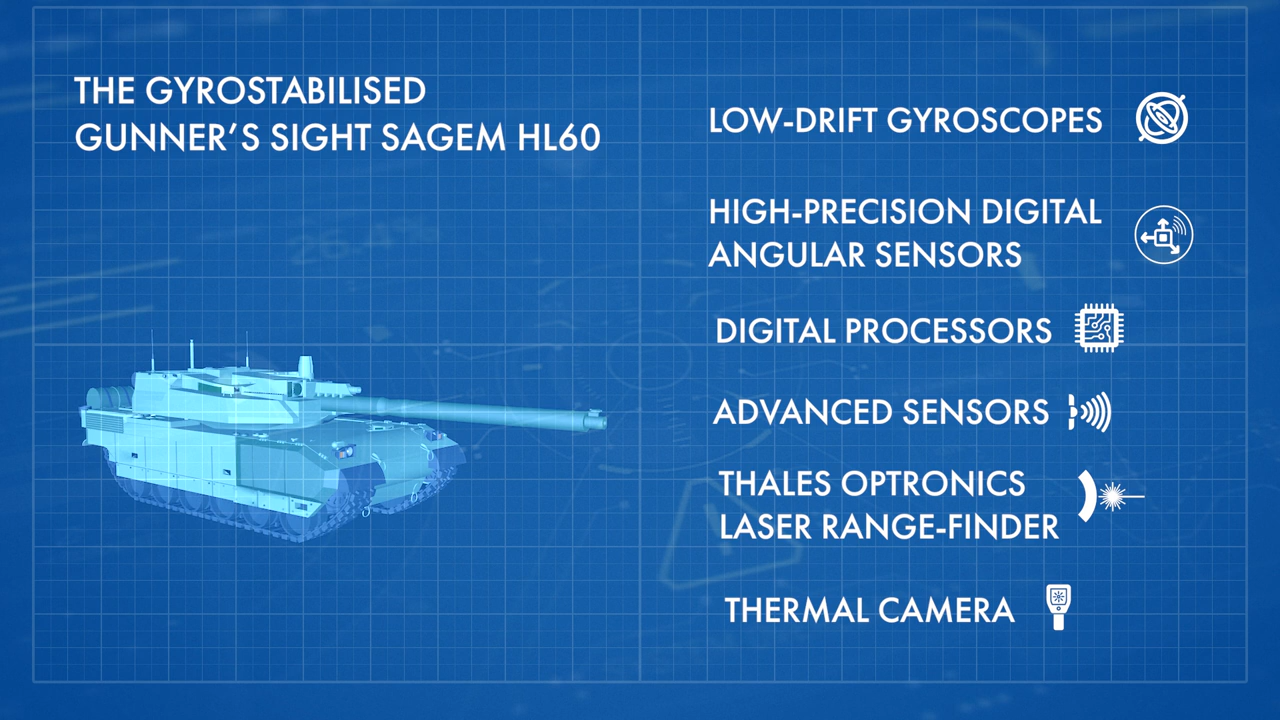 THE GYROSTABILISED
GUNNER’S SIGHT SAGEM HL60
LOW-DRIFT GYROSCOPES
HIGH-PRECISION DIGITAL
ANGULAR SENSORS
DIGITAL PROCESSORS
ADVANCED SENSORS
THALES OPTRONICS
LASER RANGE-FINDER
THERMAL CAMERA